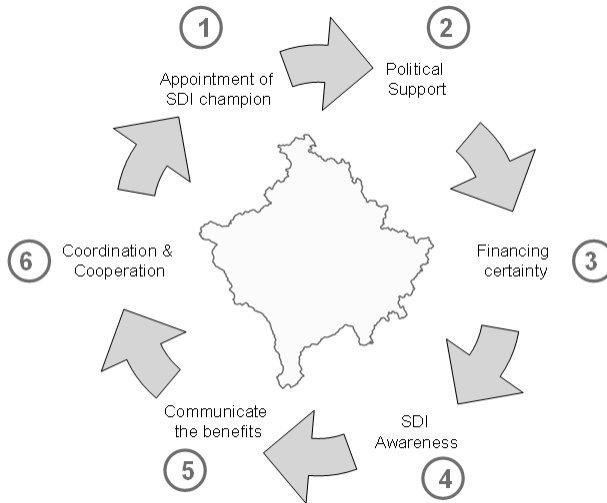 1
Appointment of
SDI champion
2
Political
Support
3
Financing
certainty
4
SDI
Awareness
5
Communicate
the benefits
6
Coordination &
Cooperation